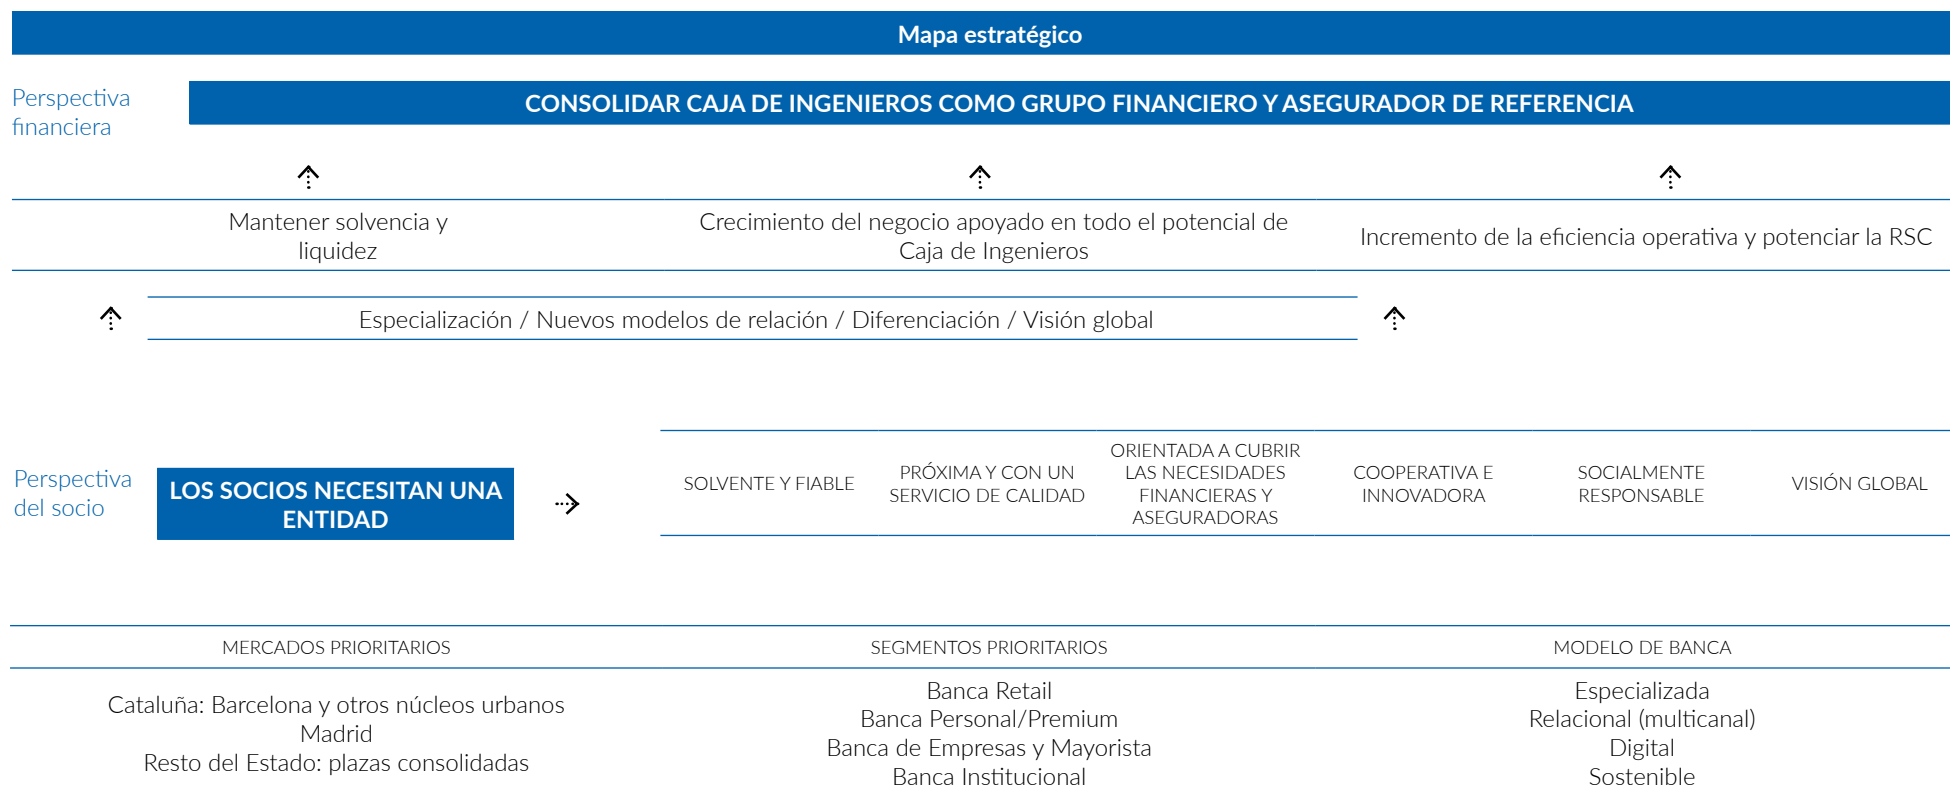 Mapa estratégico
Perspectiva
financiera
CONSOLIDAR CAJA DE INGENIEROS COMO GRUPO FINANCIERO Y ASEGURADOR DE REFERENCIA
Mantener solvencia y
liquidez
Crecimiento del negocio apoyado en todo el potencial de
Caja de Ingenieros
Incremento de la eficiencia operativa y potenciar la RSC
Especialización / Nuevos modelos de relación / Diferenciación / Visión global
Perspectiva
del socio
LOS SOCIOS NECESITAN UNA
ENTIDAD
SOLVENTE Y FIABLE
PRÓXIMA Y CON UN
SERVICIO DE CALIDAD
ORIENTADA A CUBRIR
LAS NECESIDADES
FINANCIERAS Y
ASEGURADORAS
COOPERATIVA E
INNOVADORA
SOCIALMENTE
RESPONSABLE
VISIÓN GLOBAL
MERCADOS PRIORITARIOS
Cataluña: Barcelona y otros núcleos urbanos
Madrid
Resto del Estado: plazas consolidadas
SEGMENTOS PRIORITARIOS
Banca Retail
Banca Personal/Premium
Banca de Empresas y Mayorista
Banca Institucional
MODELO DE BANCA
Especializada
Relacional (multicanal)
Digital
Sostenible